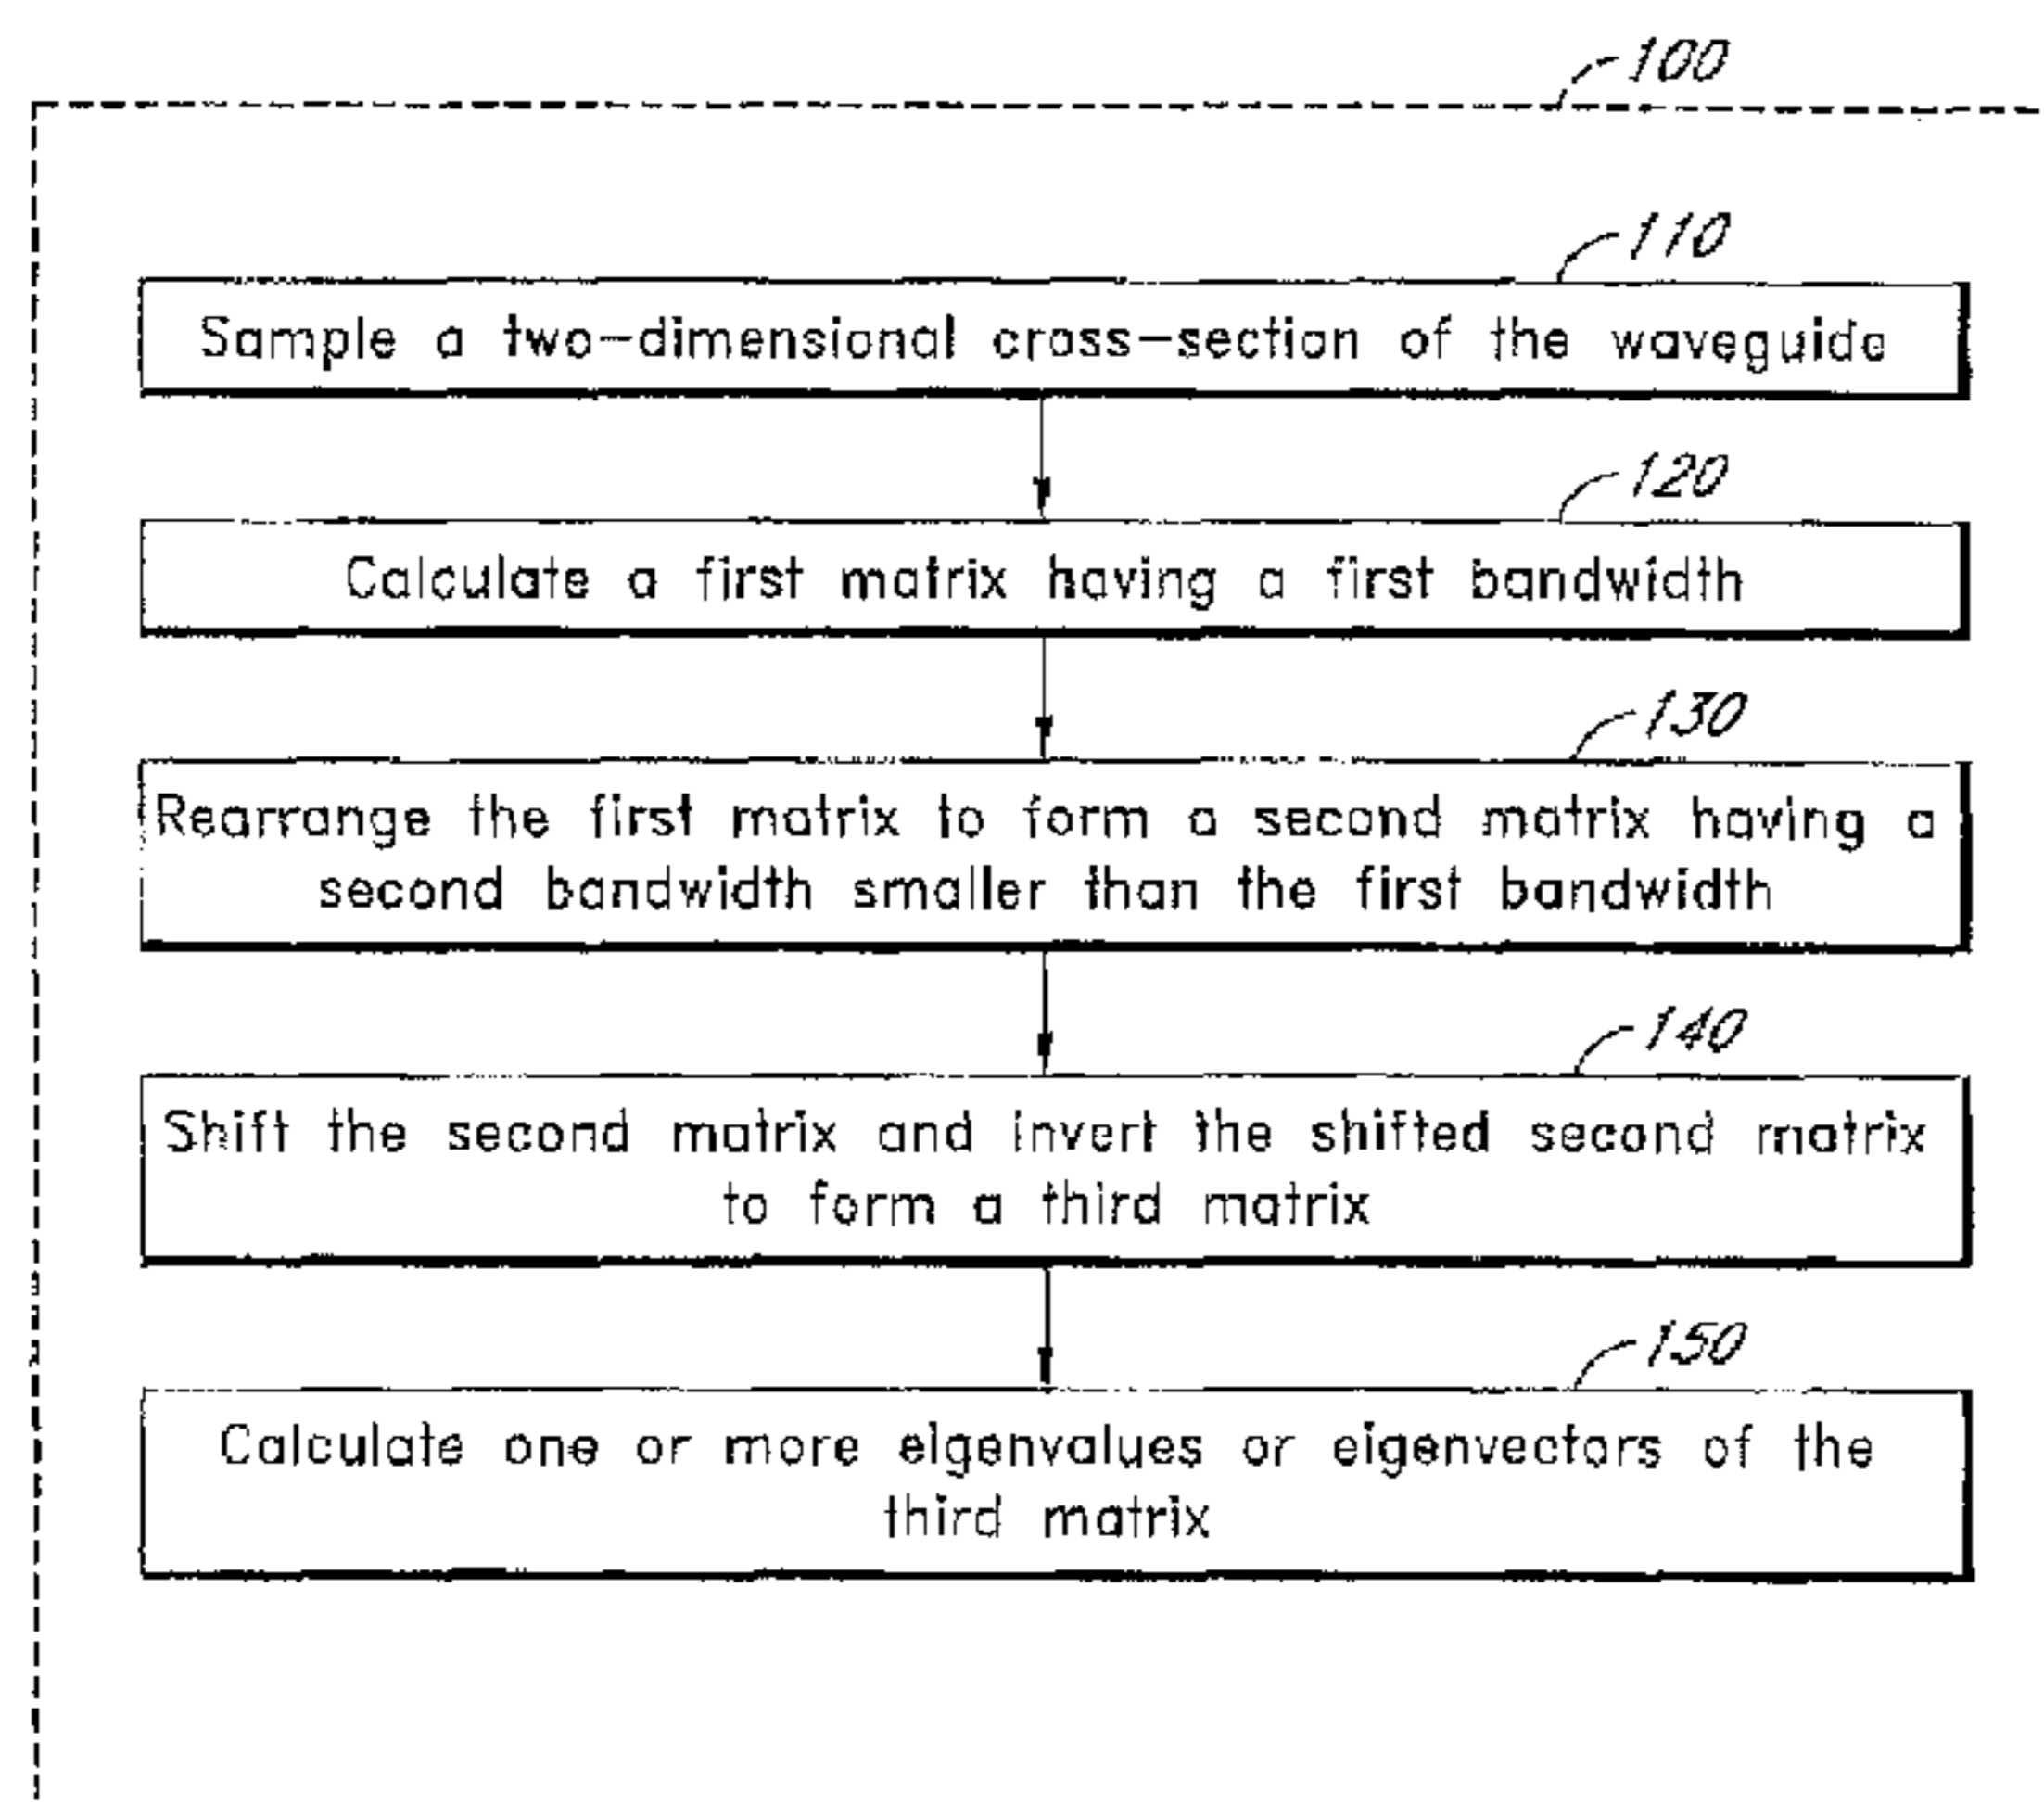 100
110
Sample a two-dimensional cross-section of the waveguide
120
Calculate a first matrix having a first bandwidth
130
Rearrange the first matrix to form a second matrix having a
second bandwidth smaller than the first bandwidth
140
Shift the second matrix and invert the shifted second matrix
to form a third matrix
150
Calculate one or more eigenvalues or eigenvectors of the
third matrix